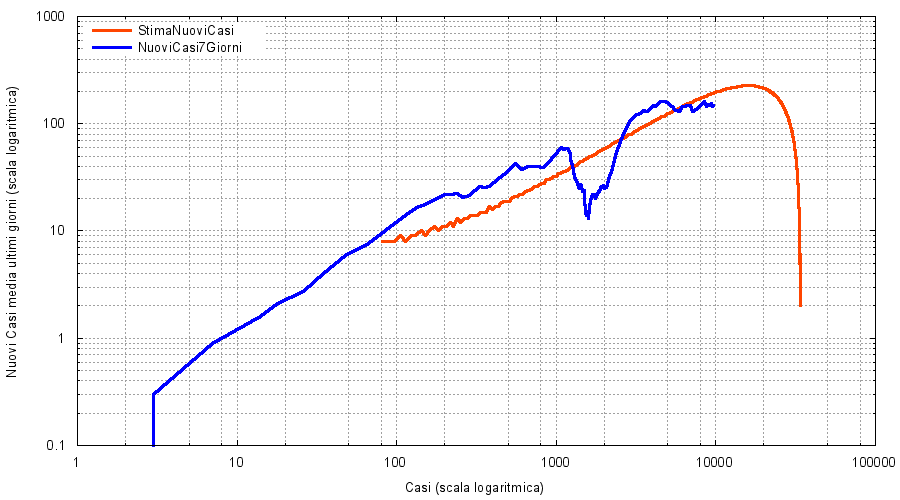 1000
StimaNuoviCasi
NuoviCasi7Giorni
100
10
1
0.1
Nuovi Casi media ultimi giorni (scala logaritmica)
1 10 100 1000 10000 100000
Casi (scala logaritmica)